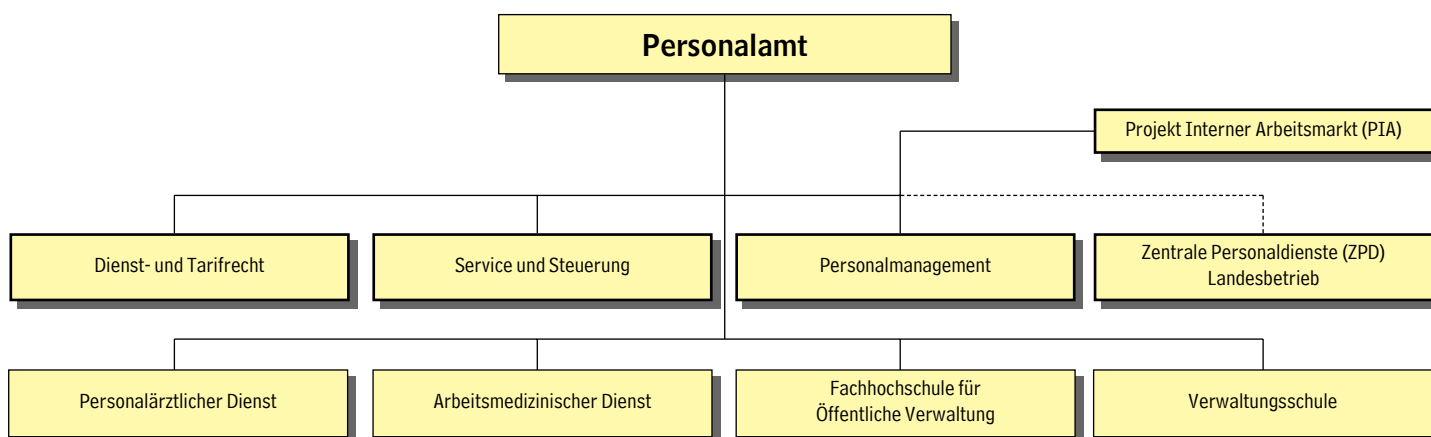 Personalamt
Projekt Interner Arbeitsmarkt (PIA)
Dienst- und Tarifrecht
Service und Steuerung
Personalmanagement
Zentrale Personaldienste (ZPD)
Landesbetrieb
Personalärztlicher Dienst
Arbeitsmedizinischer Dienst
Fachhochschule für
Öffentliche Verwaltung
Verwaltungsschule